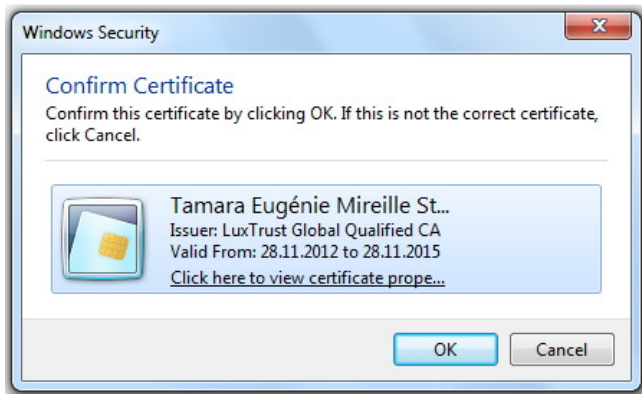 Windows Security
Confirm Certificate
Confirm this certificate by clicking OK. If this is not the correct certificate,
click Cancel.
Tamara Eugénie Mireille St...
Issuer: LuxTrust Global Qualified CA
Valid From: 28.11.2012 to 28.11.2015
Click here to view certificate prope...
OK
Cancel